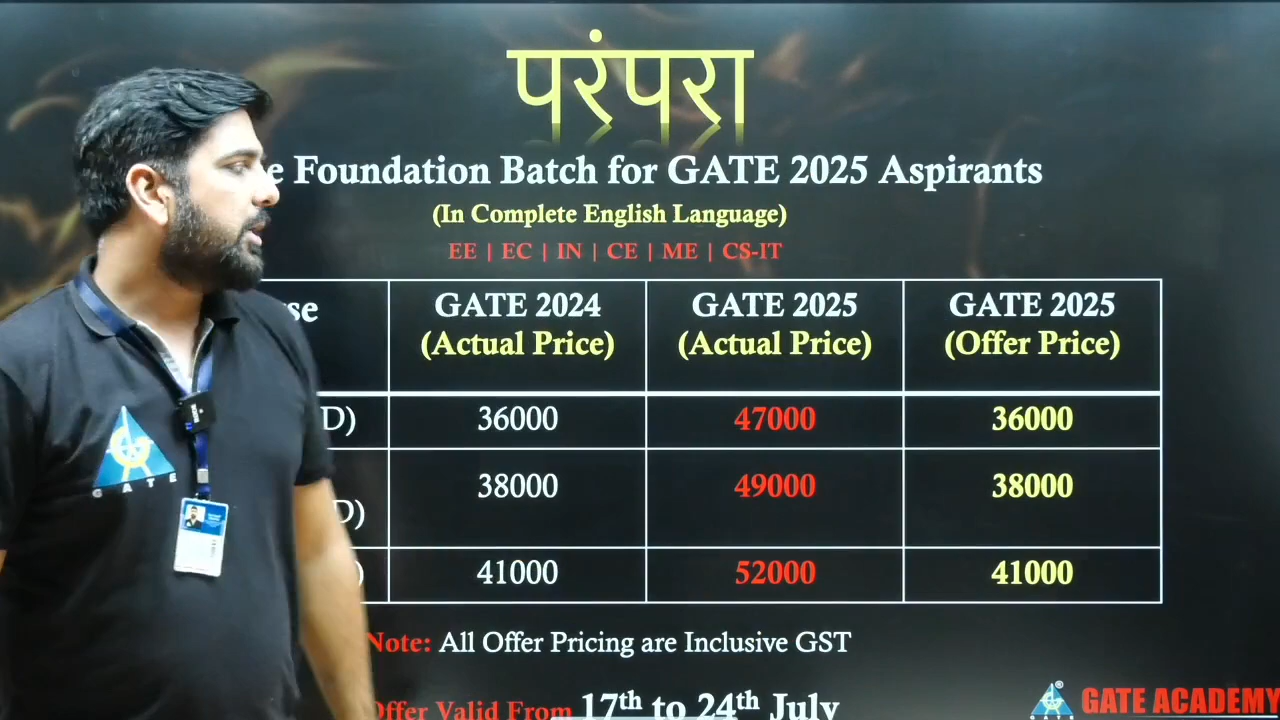 परंपरा
e Foundation Batch for GATE 2025 Aspirants
(In Complete English Language)
EE | EC | IN | CE | ME | CS-IT
se GATE 2024 (Actual Price) GATE 2025 (Actual Price) GATE 2025 (Offer Price)
D) 36000 47000 36000
D) 38000 49000 38000
) 41000 52000 41000
Note: All Offer Pricing are Inclusive GST
Offer Valid From 17th to 24th July
GATE
GATE ACADEMY
GATE